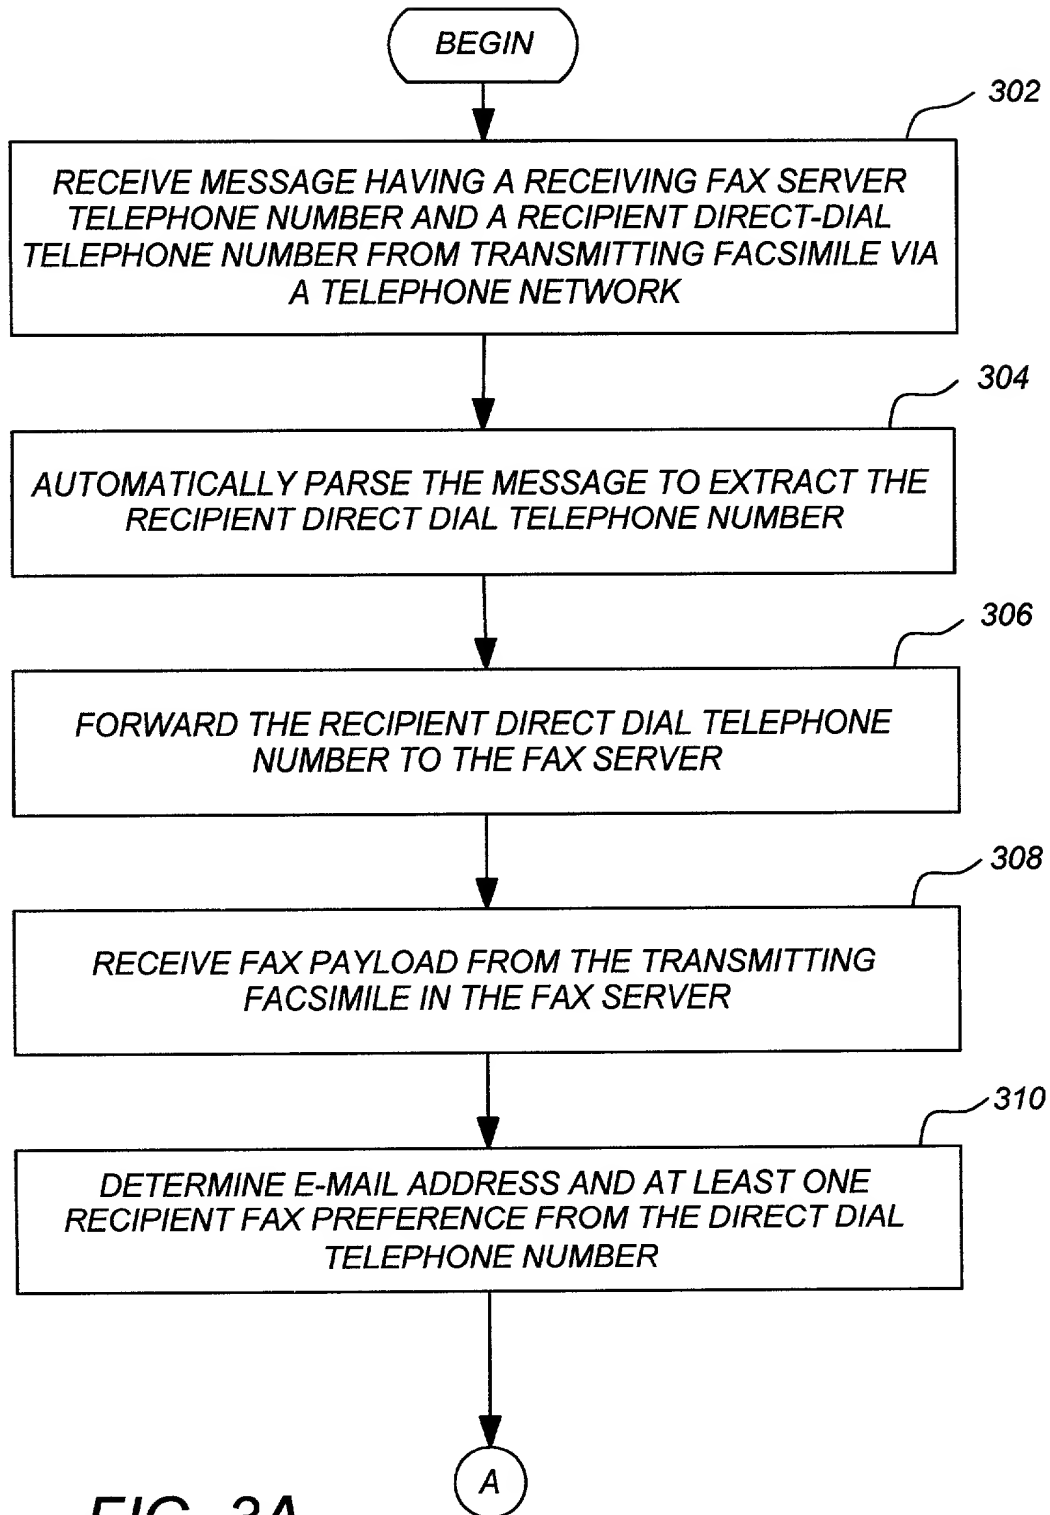 BEGIN
302
RECEIVE MESSAGE HAVING A RECEIVING FAX SERVER
TELEPHONE NUMBER AND A RECIPIENT DIRECT-DIAL
TELEPHONE NUMBER FROM TRANSMITTING FACSIMILE VIA
A TELEPHONE NETWORK
304
AUTOMATICALLY PARSE THE MESSAGE TO EXTRACT THE
RECIPIENT DIRECT DIAL TELEPHONE NUMBER
306
FORWARD THE RECIPIENT DIRECT DIAL TELEPHONE
NUMBER TO THE FAX SERVER
308
RECEIVE FAX PAYLOAD FROM THE TRANSMITTING
FACSIMILE IN THE FAX SERVER
310
DETERMINE E-MAIL ADDRESS AND AT LEAST ONE
RECIPIENT FAX PREFERENCE FROM THE DIRECT DIAL
TELEPHONE NUMBER
A
FIG. 3A